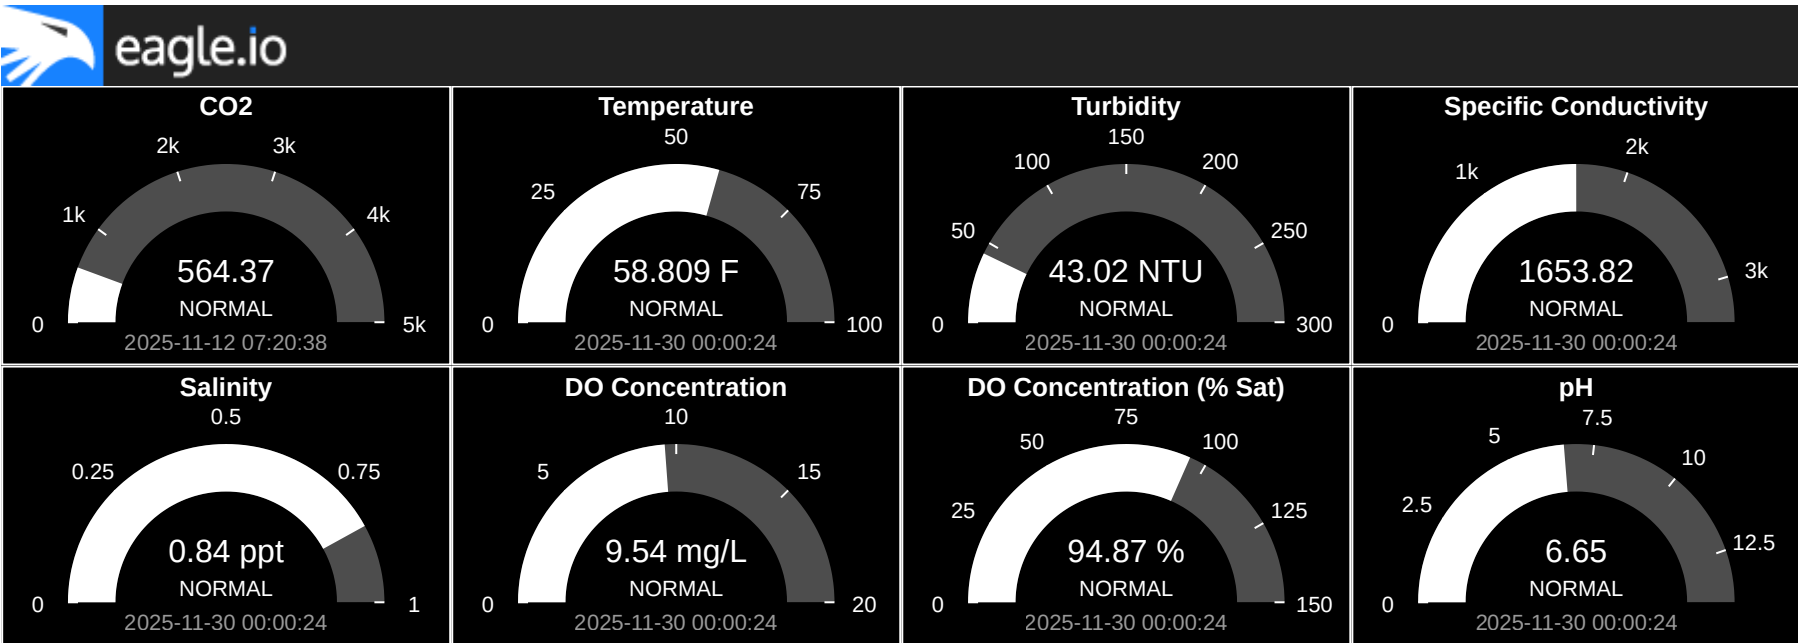 eagle.io
CO2
0
1k
2k
3k
4k
5k
564.37
NORMAL
2025-11-12 07:20:38
Temperature
0
25
50
75
100
58.809 F
NORMAL
2025-11-30 00:00:24
Turbidity
0
50
100
150
200
250
300
43.02 NTU
NORMAL
2025-11-30 00:00:24
Specific Conductivity
0
1k
2k
3k
1653.82
NORMAL
2025-11-30 00:00:24
Salinity
0
0.25
0.5
0.75
1
0.84 ppt
NORMAL
2025-11-30 00:00:24
DO Concentration
0
5
10
15
20
9.54 mg/L
NORMAL
2025-11-30 00:00:24
DO Concentration (% Sat)
0
25
50
75
100
125
150
94.87 %
NORMAL
2025-11-30 00:00:24
pH
0
2.5
5
7.5
10
12.5
6.65
NORMAL
2025-11-30 00:00:24